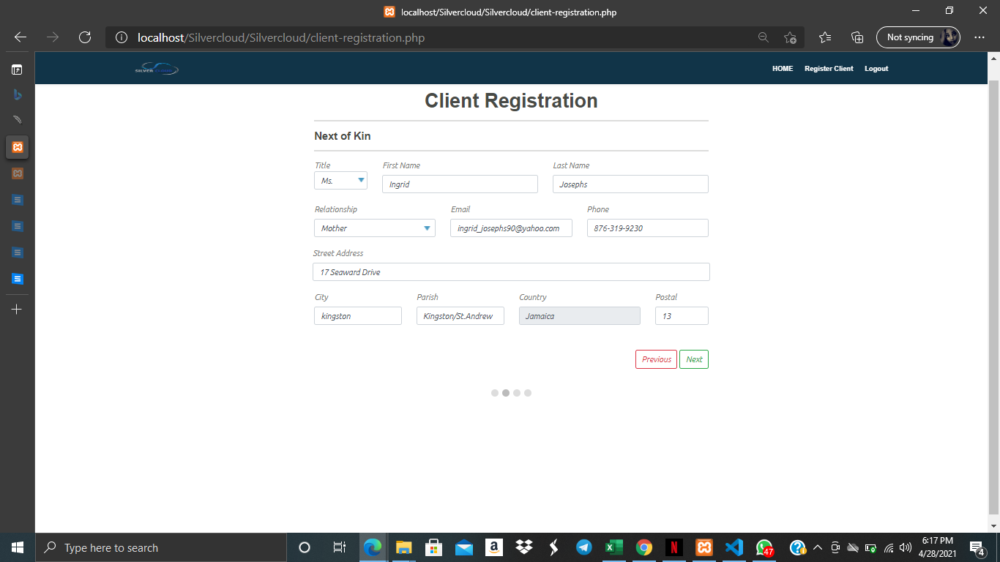 localhost/Silvercloud/Silvercloud/client-registration.php
localhost/Silvercloud/Silvercloud/client-registration.php
Not syncing
SILVER CLOUD
HOME Register Client Logout
Client Registration
Next of Kin
Title First Name Last Name
Ms. Ingrid Josephs
Relationship Email Phone
Mother ingrid_josephs90@yahoo.com 876-319-9230
Street Address
17 Seaward Drive
City Parish Country Postal
kingston Kingston/St.Andrew Jamaica 13
Previous Next
Type here to search
47
6:17 PM
4/28/2021
4